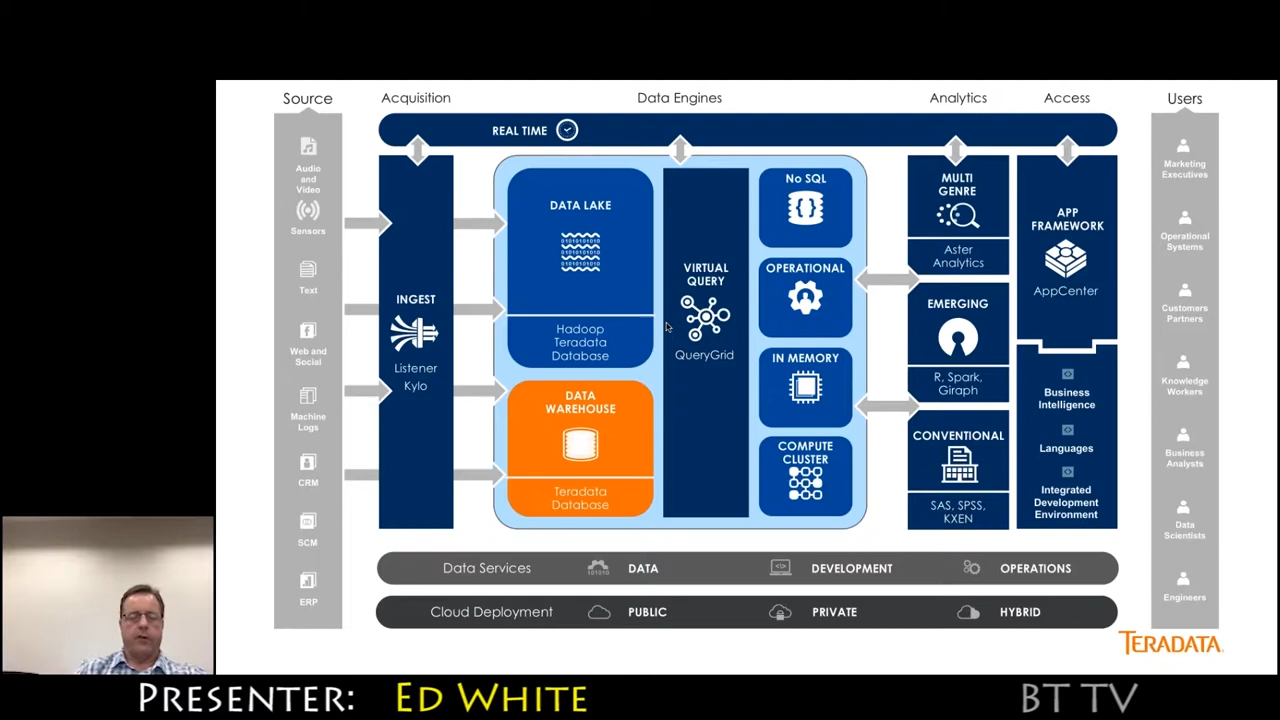 Source
Acquisition
Data Engines
Analytics
Access
Users
REAL TIME
Audio
and
Video
Sensors
Text
Web and
Social
Machine
Logs
CRM
SCM
ERP
INGEST
Listener
Kylo
DATA LAKE
Hadoop
Teradata
Database
DATA
WAREHOUSE
Teradata
Database
VIRTUAL
QUERY
QueryGrid
No SQL
OPERATIONAL
IN MEMORY
COMPUTE
CLUSTER
MULTI
GENRE
Aster
Analytics
EMERGING
R, Spark,
Giraph
CONVENTIONAL
SAS, SPSS,
KXEN
APP
FRAMEWORK
AppCenter
Business
Intelligence
Languages
Integrated
Development
Environment
Marketing
Executives
Operational
Systems
Customers
Partners
Knowledge
Workers
Business
Analysts
Data
Scientists
Engineers
Data Services
DATA
DEVELOPMENT
OPERATIONS
Cloud Deployment
PUBLIC
PRIVATE
HYBRID
TERADATA
PRESENTER: ED WHITE
BT TV